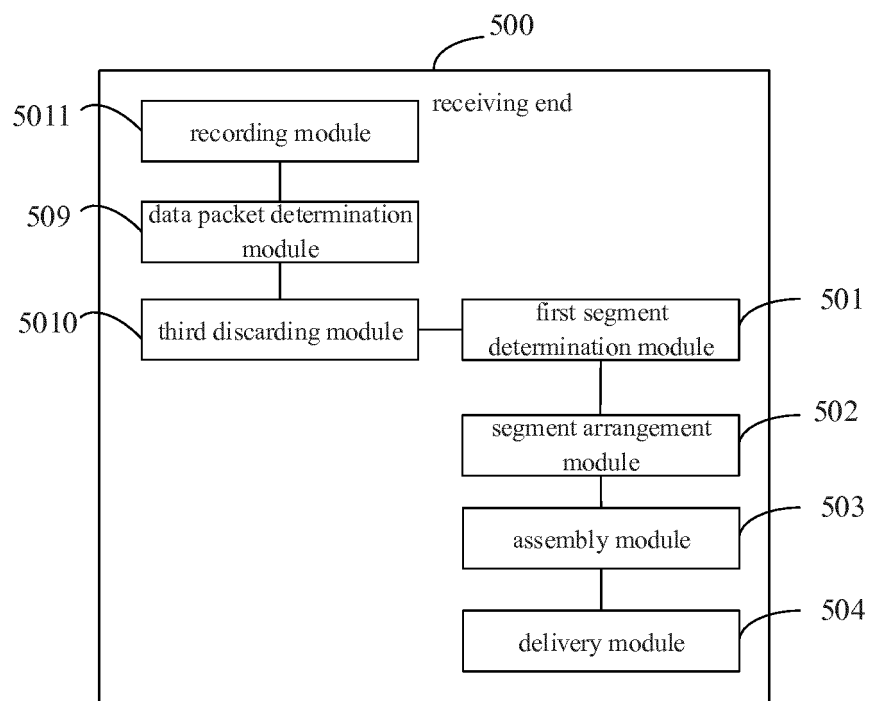 500
receiving end
5011
recording module
509
data packet determination
module
5010
third discarding module
501
first segment
determination module
502
segment arrangement
module
503
assembly module
504
delivery module